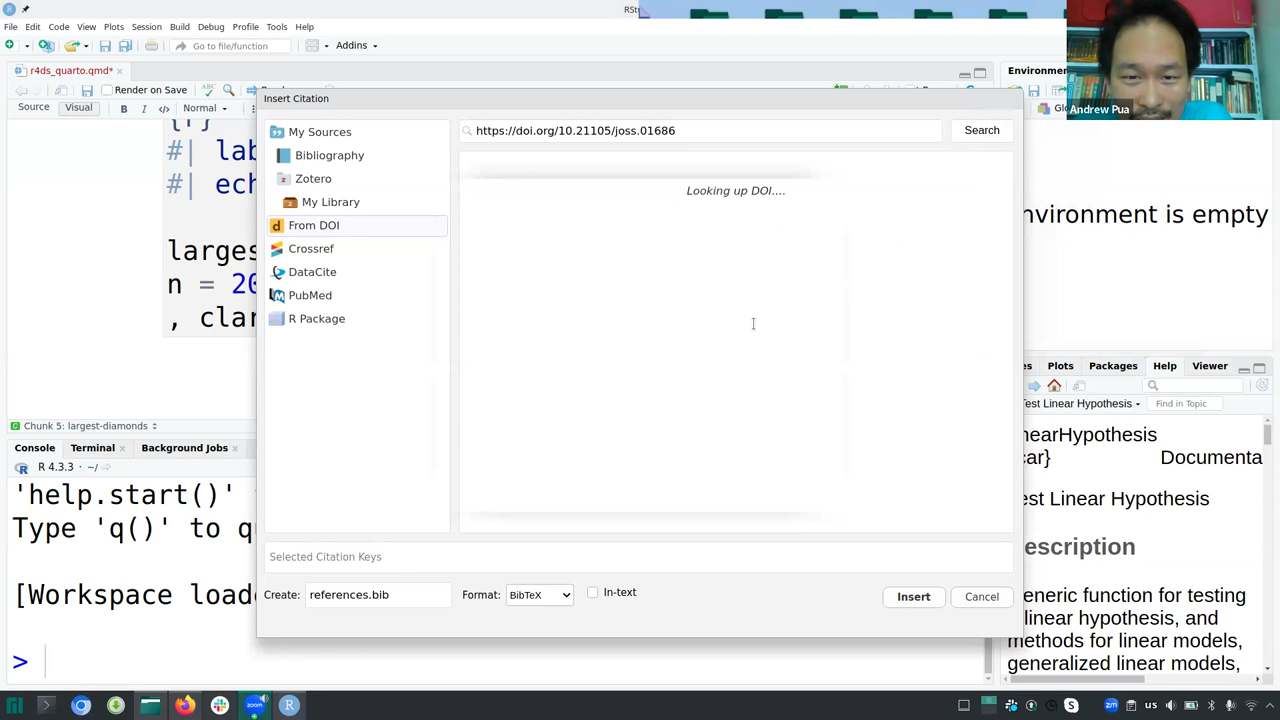 R
RSt
File Edit Code View Plots Session Build Debug Profile Tools Help
Go to file/function
Addins
r4ds_quarto.qmd*
Render on Save
Source Visual B I </> Normal
{r}
#| lab
#| ech
larges
n = 20
, clar
Chunk 5: largest-diamonds
Console Terminal Background Jobs
R 4.3.3 · ~/
'help.start()'
Type 'q()' to q
[Workspace load
>
Insert Citation
My Sources
Bibliography
Zotero
My Library
From DOI
Crossref
DataCite
PubMed
R Package
https://doi.org/10.21105/joss.01686
Search
Looking up DOI....
Selected Citation Keys
Create: references.bib Format: BibTeX In-text
Insert Cancel
Environme
Andrew Pua
nvironment is empty
es Plots Packages Help Viewer
Test Linear Hypothesis Find in Topic
nearHypothesis
car} Documenta
est Linear Hypothesis
escription
eneric function for testing
linear hypothesis, and
methods for linear models,
generalized linear models,
us